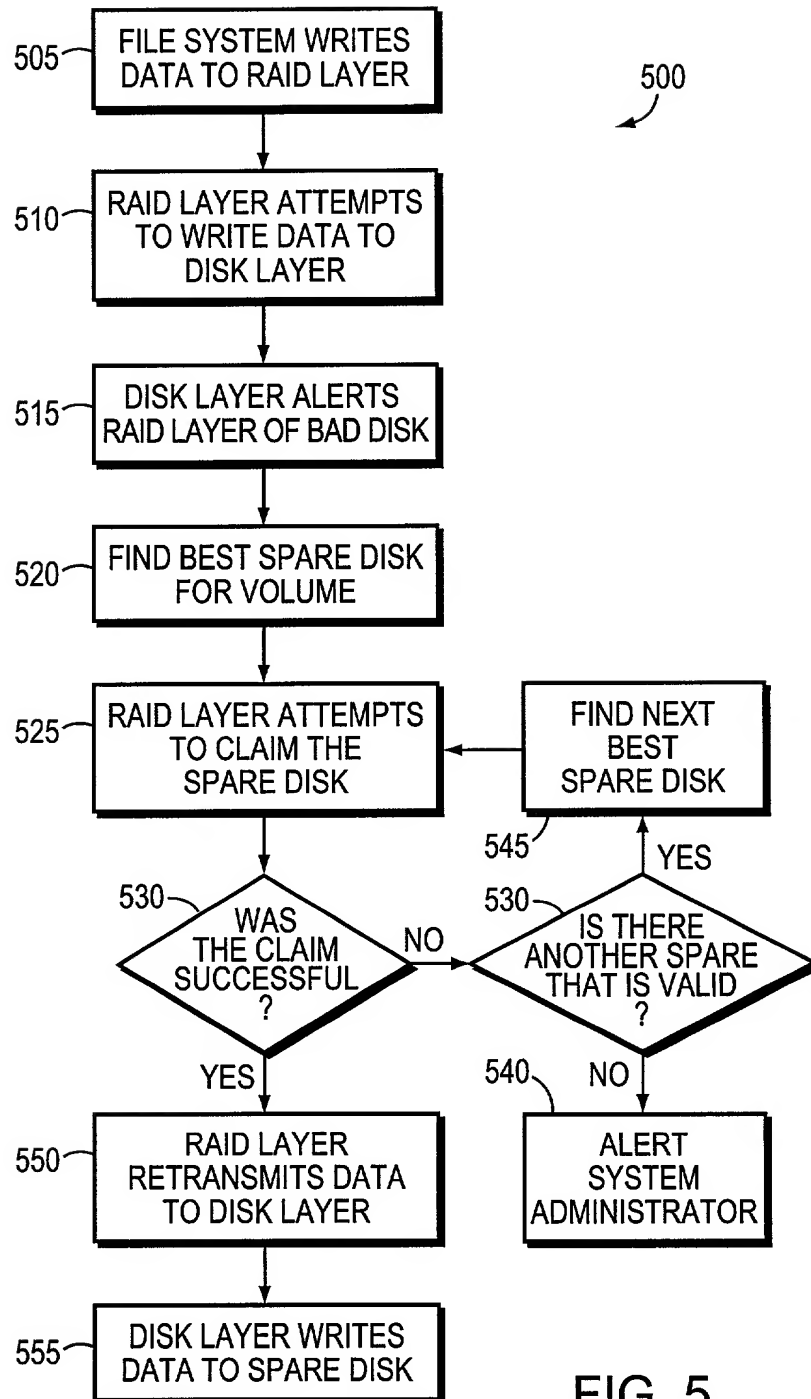 505
FILE SYSTEM WRITES
DATA TO RAID LAYER
500
510
RAID LAYER ATTEMPTS
TO WRITE DATA TO
DISK LAYER
515
DISK LAYER ALERTS
RAID LAYER OF BAD DISK
520
FIND BEST SPARE DISK
FOR VOLUME
525
RAID LAYER ATTEMPTS
TO CLAIM THE
SPARE DISK
FIND NEXT
BEST
SPARE DISK
545
YES
530
WAS
THE CLAIM
SUCCESSFUL
?
NO
530
IS THERE
ANOTHER SPARE
THAT IS VALID
?
YES
NO
550
RAID LAYER
RETRANSMITS DATA
TO DISK LAYER
540
ALERT
SYSTEM
ADMINISTRATOR
555
DISK LAYER WRITES
DATA TO SPARE DISK
FIG. 5